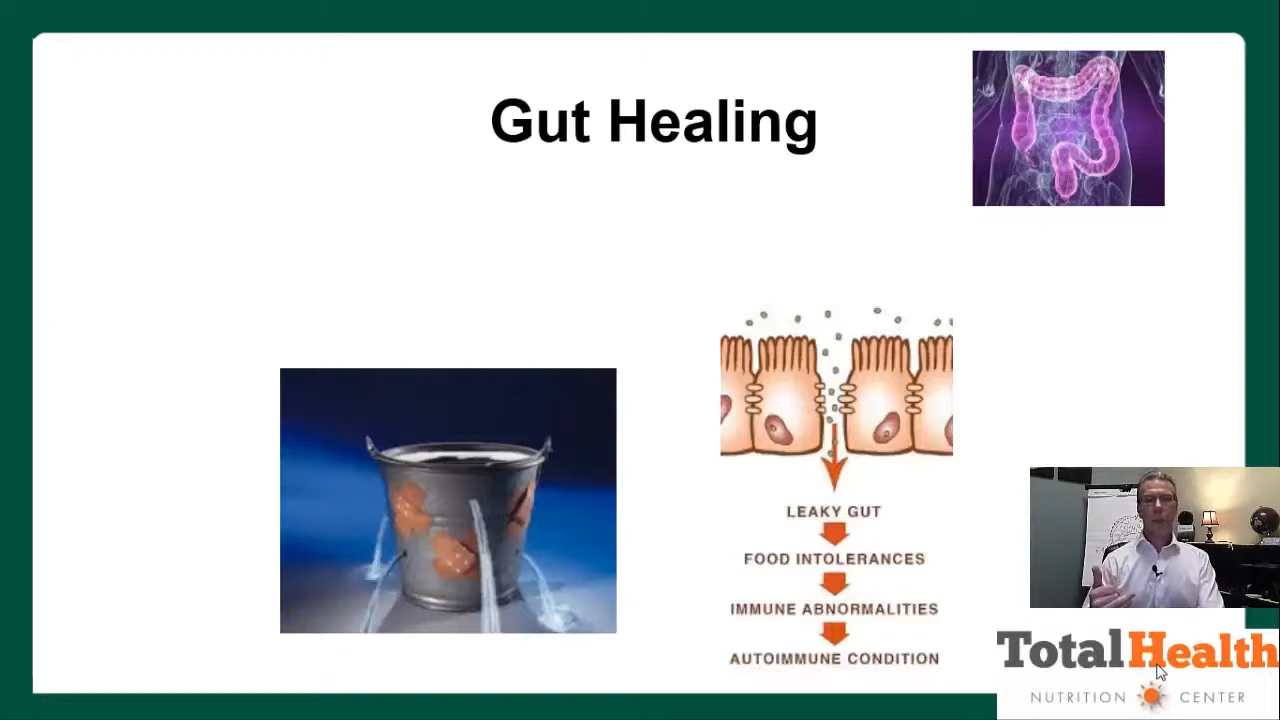 Gut Healing
LEAKY GUT
FOOD INTOLERANCES
IMMUNE ABNORMALITIES
AUTOIMMUNE CONDITION
TotalHealth
NUTRITION CENTER